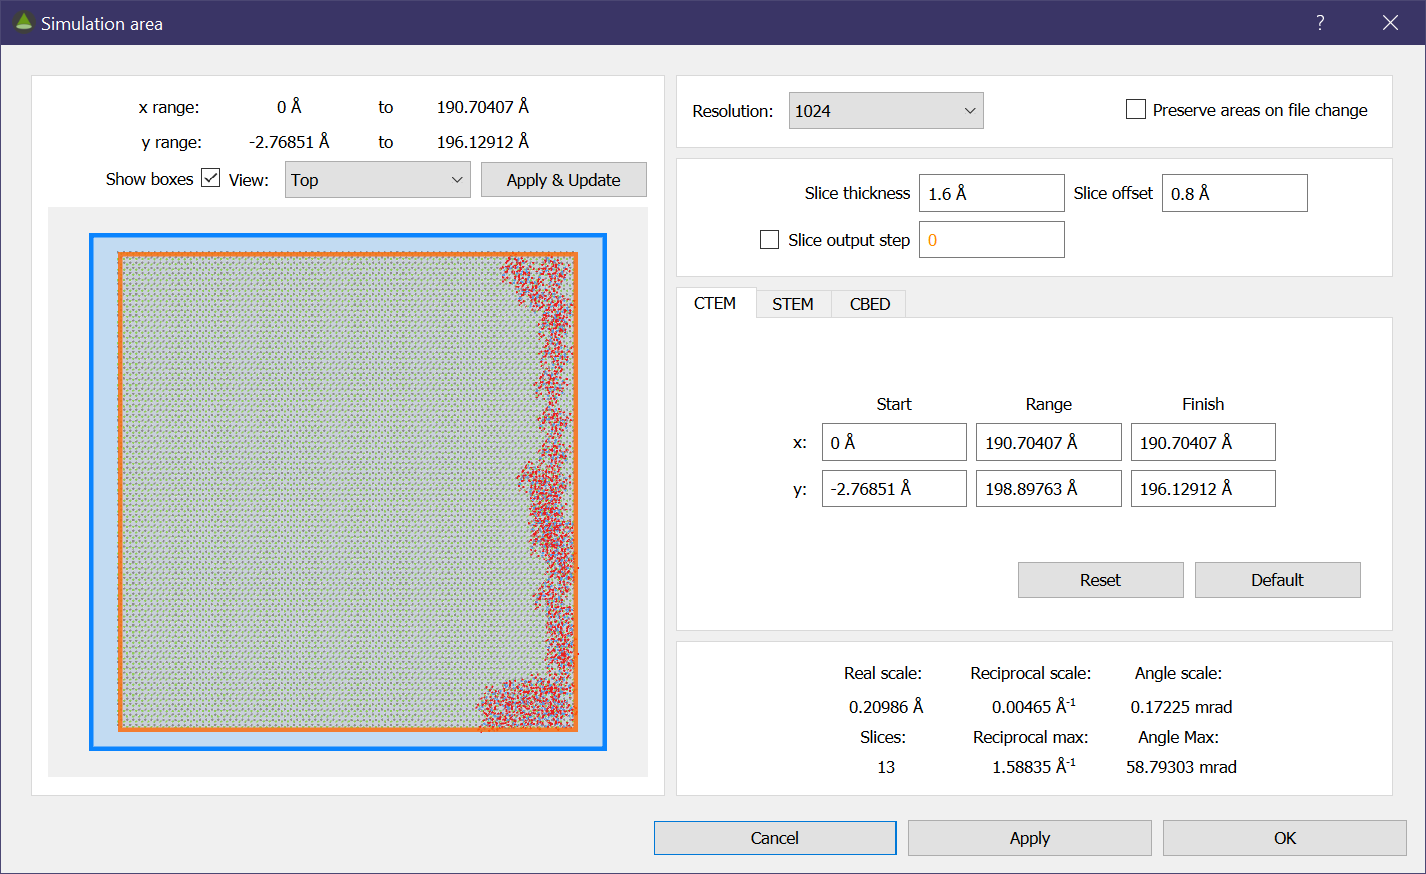 Simulation area
x range: 0 Å to 190.70407 Å
y range: -2.76851 Å to 196.12912 Å
Show boxes View: Top Apply & Update
Resolution: 1024 Preserve areas on file change
Slice thickness 1.6 Å Slice offset 0.8 Å
Slice output step 0
CTEM STEM CBED
Start Range Finish
x: 0 Å 190.70407 Å 190.70407 Å
y: -2.76851 Å 198.89763 Å 196.12912 Å
Reset Default
Real scale: Reciprocal scale: Angle scale:
0.20986 Å 0.00465 Å⁻¹ 0.17225 mrad
Slices: Reciprocal max: Angle Max:
13 1.58835 Å⁻¹ 58.79303 mrad
Cancel Apply OK